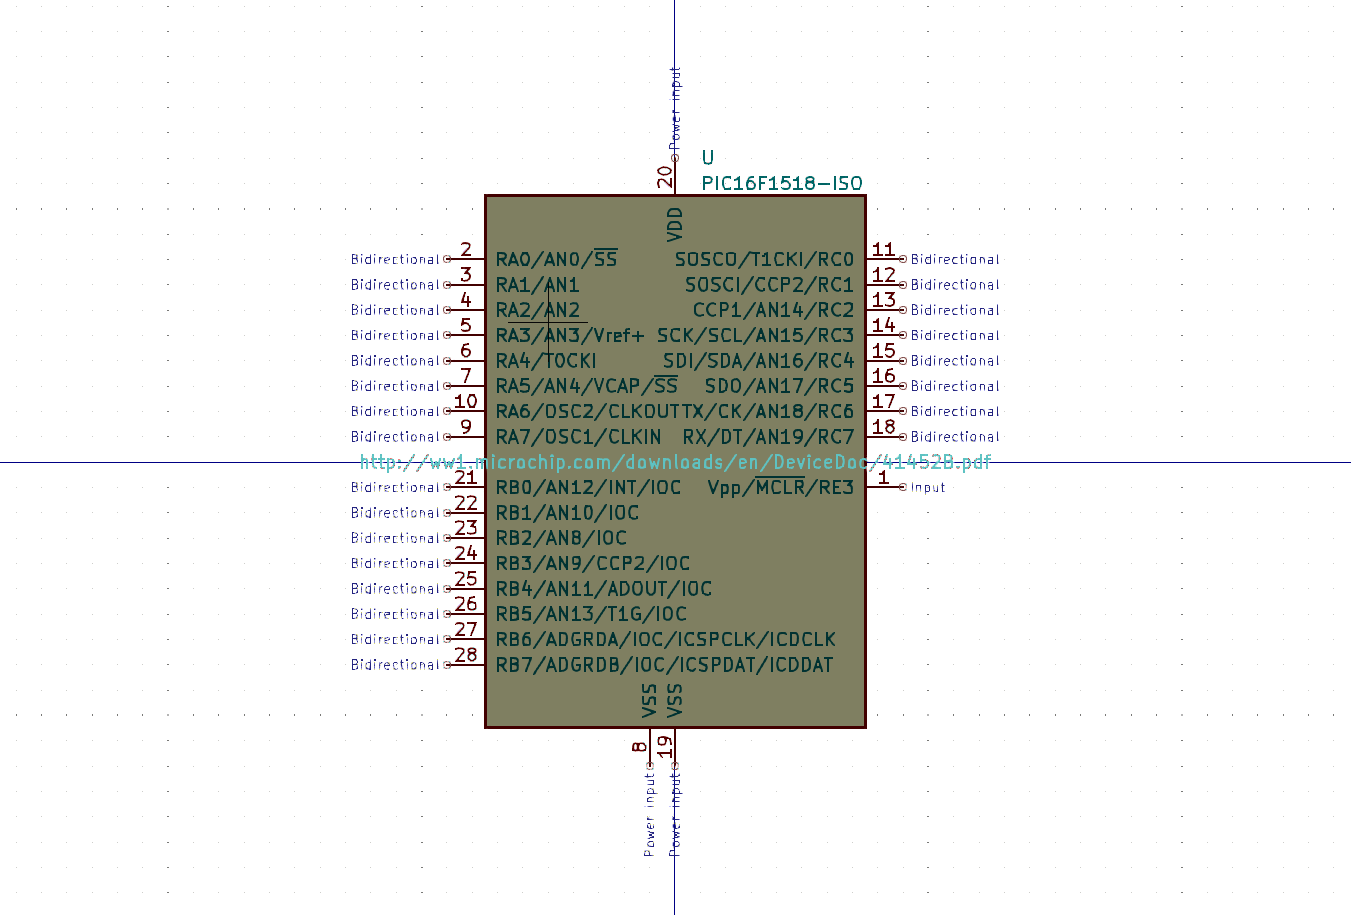 Power input
20
U
PIC16F1518-ISO
VDD
Bidirectional 2 RA0/AN0/SS SOSCO/T1CKI/RC0 11 Bidirectional
Bidirectional 3 RA1/AN1 SOSCI/CCP2/RC1 12 Bidirectional
Bidirectional 4 RA2/AN2 CCP1/AN14/RC2 13 Bidirectional
Bidirectional 5 RA3/AN3/Vref+ SCK/SCL/AN15/RC3 14 Bidirectional
Bidirectional 6 RA4/T0CKI SDI/SDA/AN16/RC4 15 Bidirectional
Bidirectional 7 RA5/AN4/VCAP/SS SDO/AN17/RC5 16 Bidirectional
Bidirectional 10 RA6/OSC2/CLKOUT TX/CK/AN18/RC6 17 Bidirectional
Bidirectional 9 RA7/OSC1/CLKIN RX/DT/AN19/RC7 18 Bidirectional
http://ww1.microchip.com/downloads/en/DeviceDoc/41452B.pdf
Bidirectional 21 RB0/AN12/INT/IOC Vpp/MCLR/RE3 1 Input
Bidirectional 22 RB1/AN10/IOC
Bidirectional 23 RB2/AN8/IOC
Bidirectional 24 RB3/AN9/CCP2/IOC
Bidirectional 25 RB4/AN11/ADOUT/IOC
Bidirectional 26 RB5/AN13/T1G/IOC
Bidirectional 27 RB6/ADGRDA/IOC/ICSPCLK/ICDCLK
Bidirectional 28 RB7/ADGRDB/IOC/ICSPDAT/ICDDAT
VSS VSS
8 19
Power input Power input